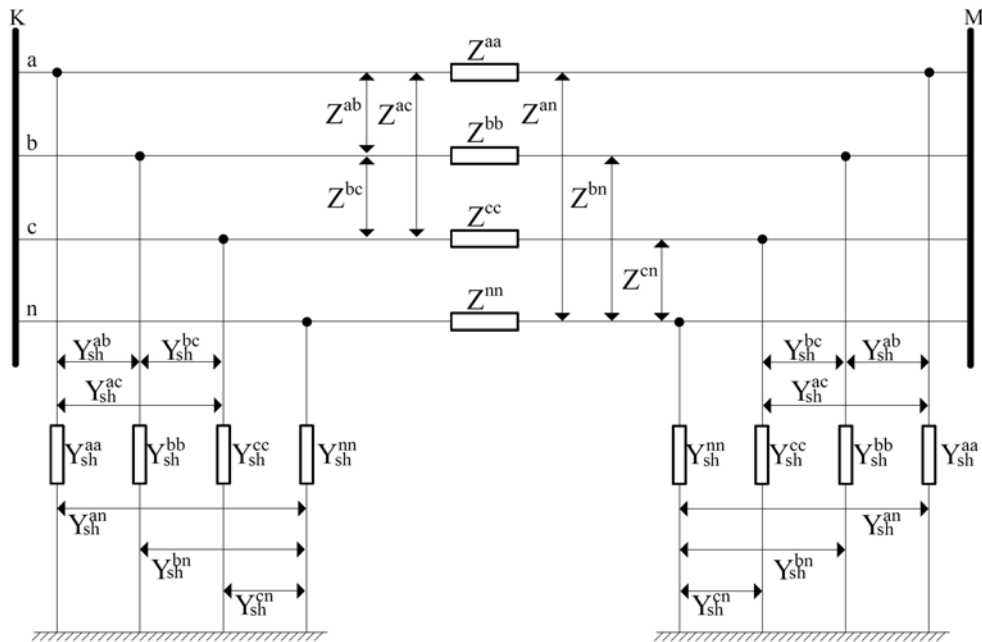 K
M
a
Z^aa
Z^ab
Z^ac
Z^an
b
Z^bb
Z^bc
Z^bn
c
Z^cc
Z^cn
n
Z^nn
Y_sh^ab
Y_sh^bc
Y_sh^bc
Y_sh^ab
Y_sh^ac
Y_sh^ac
Y_sh^aa
Y_sh^bb
Y_sh^cc
Y_sh^nn
Y_sh^nn
Y_sh^cc
Y_sh^bb
Y_sh^aa
Y_sh^an
Y_sh^an
Y_sh^bn
Y_sh^bn
Y_sh^cn
Y_sh^cn